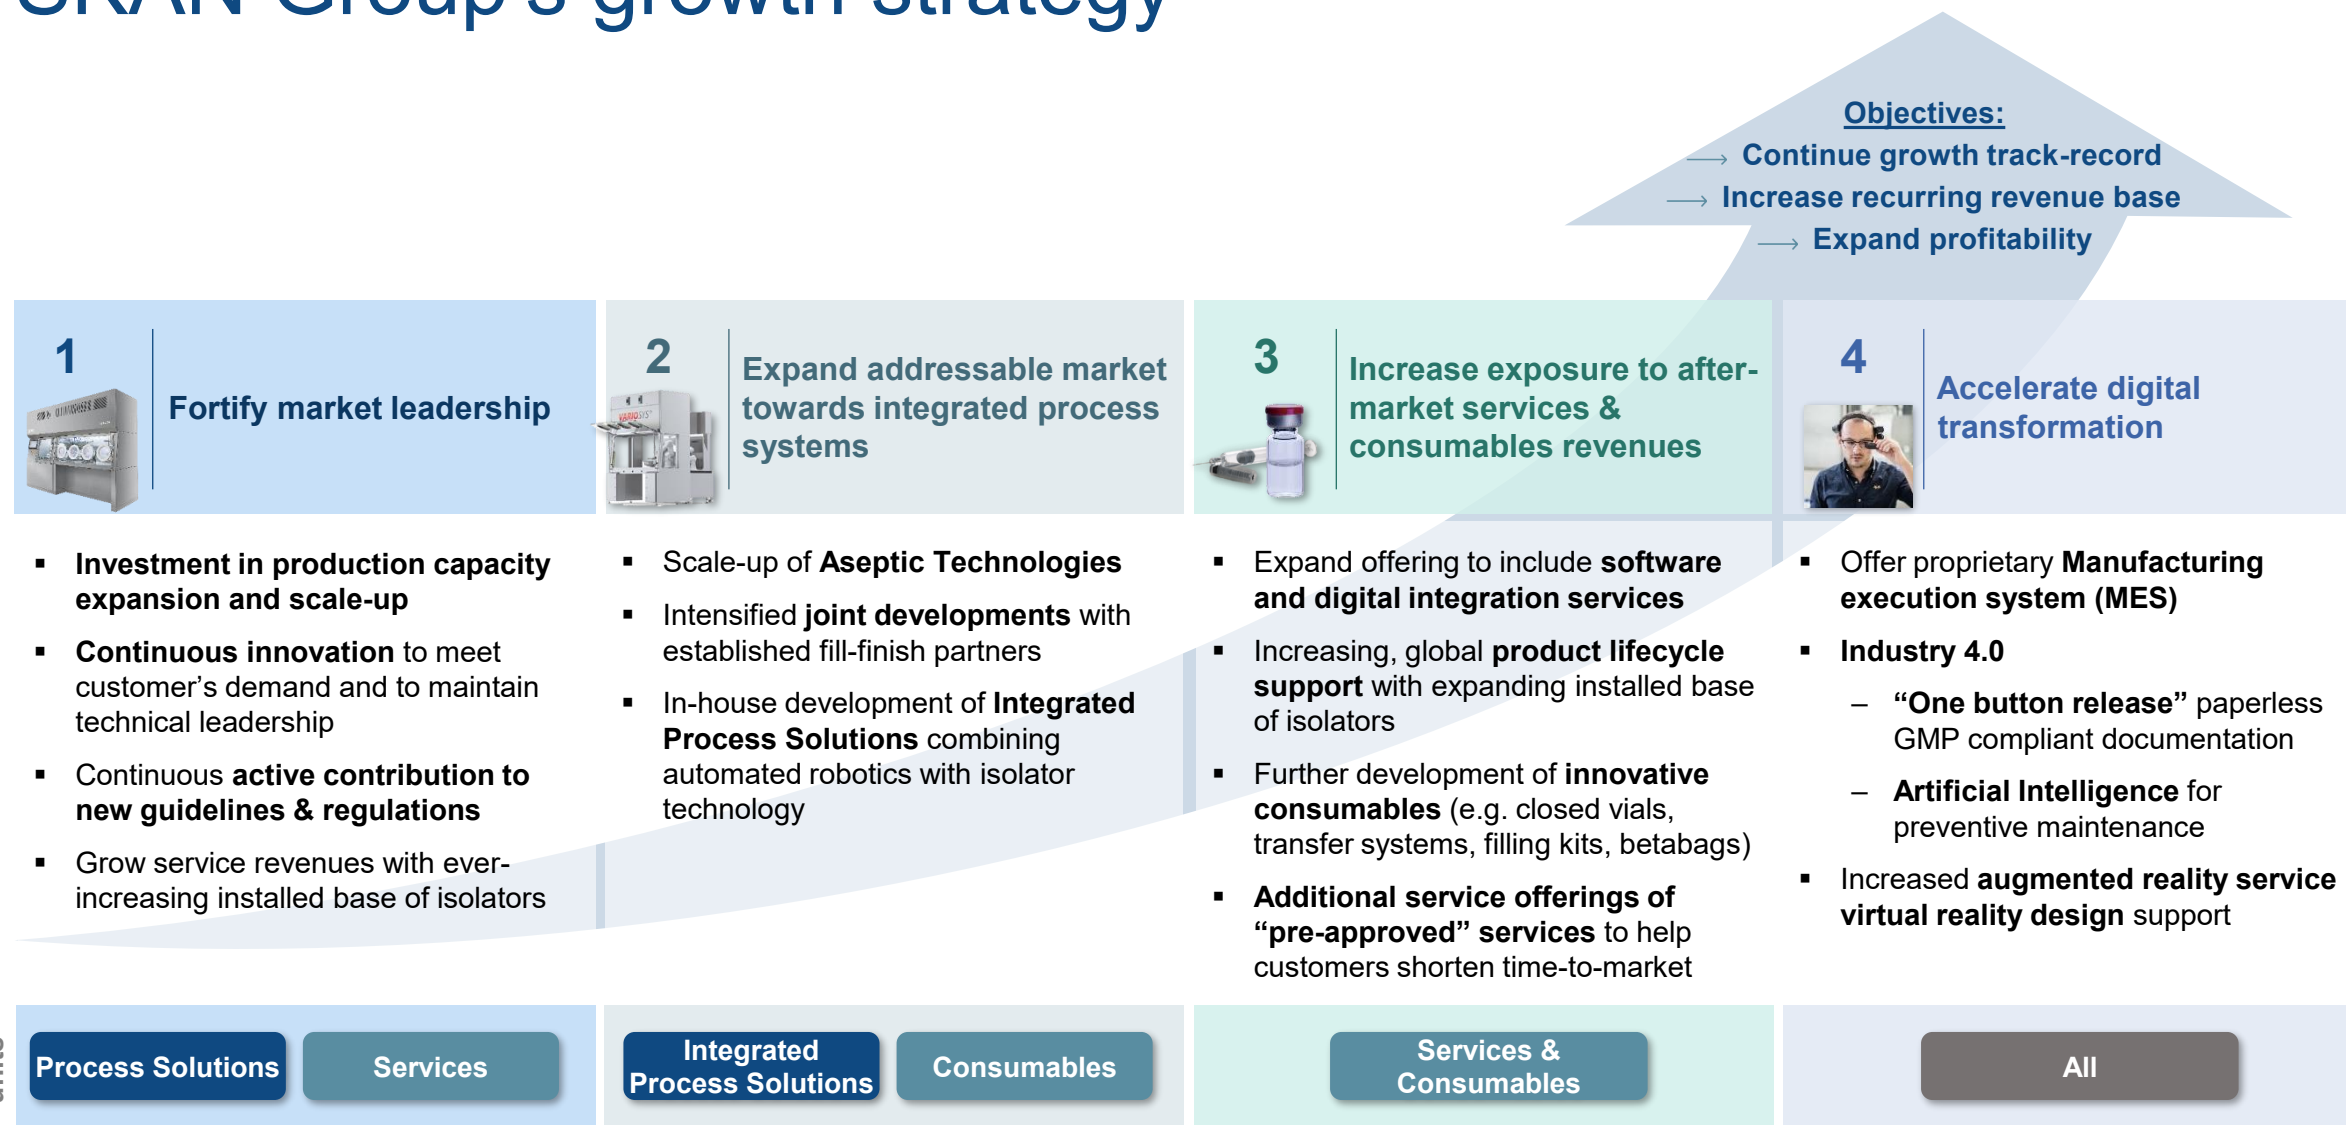 SKAN Group's growth strategy
Objectives:
→ Continue growth track-record
→ Increase recurring revenue base
→ Expand profitability
1
Fortify market leadership
2
VARIOSYS
Expand addressable market
towards integrated process
systems
3
Increase exposure to after-
market services &
consumables revenues
4
Accelerate digital
transformation
▪ Investment in production capacity
expansion and scale-up
▪ Continuous innovation to meet
customer’s demand and to maintain
technical leadership
▪ Continuous active contribution to
new guidelines & regulations
▪ Grow service revenues with ever-
increasing installed base of isolators
▪ Scale-up of Aseptic Technologies
▪ Intensified joint developments with
established fill-finish partners
▪ In-house development of Integrated
Process Solutions combining
automated robotics with isolator
technology
▪ Expand offering to include software
and digital integration services
▪ Increasing, global product lifecycle
support with expanding installed base
of isolators
▪ Further development of innovative
consumables (e.g. closed vials,
transfer systems, filling kits, betabags)
▪ Additional service offerings of
“pre-approved” services to help
customers shorten time-to-market
▪ Offer proprietary Manufacturing
execution system (MES)
▪ Industry 4.0
– “One button release” paperless
GMP compliant documentation
– Artificial Intelligence for
preventive maintenance
▪ Increased augmented reality service
virtual reality design support
units
Process Solutions
Services
Integrated
Process Solutions
Consumables
Services &
Consumables
All